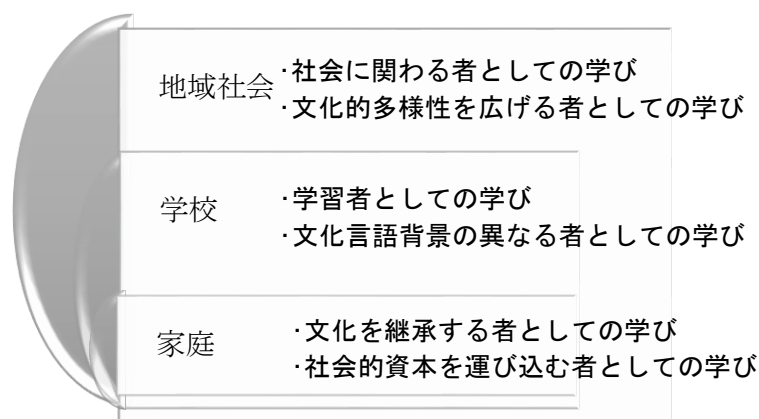 地域社会
·社会に関わる者としての学び
·文化的多様性を広げる者としての学び
学校
·学習者としての学び
·文化言語背景の異なる者としての学び
家庭
·文化を継承する者としての学び
·社会的資本を運び込む者としての学び